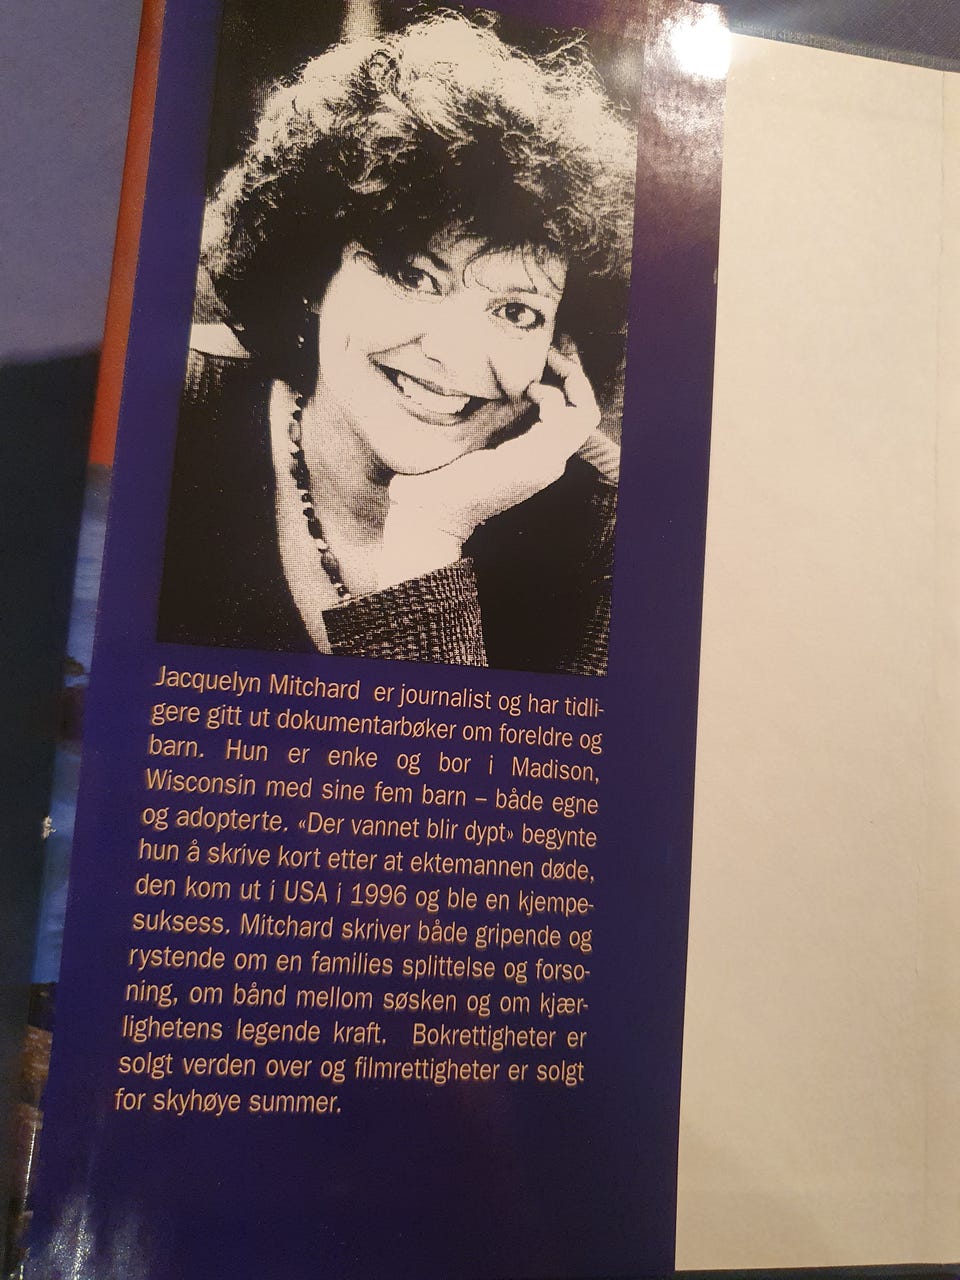 Jacquelyn Mitchard er journalist og har tidli-
gere gitt ut dokumentarbøker om foreldre og
barn. Hun er enke og bor i Madison,
Wisconsin med sine fem barn – både egne
og adopterte. «Der vannet blir dypt» begynte
hun å skrive kort etter at ektemannen døde,
den kom ut i USA i 1996 og ble en kjempe-
suksess. Mitchard skriver både gripende og
rystende om en families splittelse og forso-
ning, om bånd mellom søsken og om kjær-
lighetens legende kraft. Bokrettigheter er
solgt verden over og filmrettigheter er solgt
for skyhøye summer.